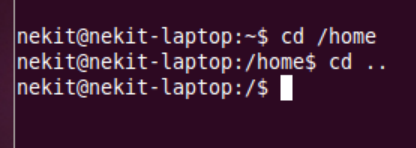 nekit@nekit-laptop:~$ cd /home
nekit@nekit-laptop:/home$ cd ..
nekit@nekit-laptop:/$